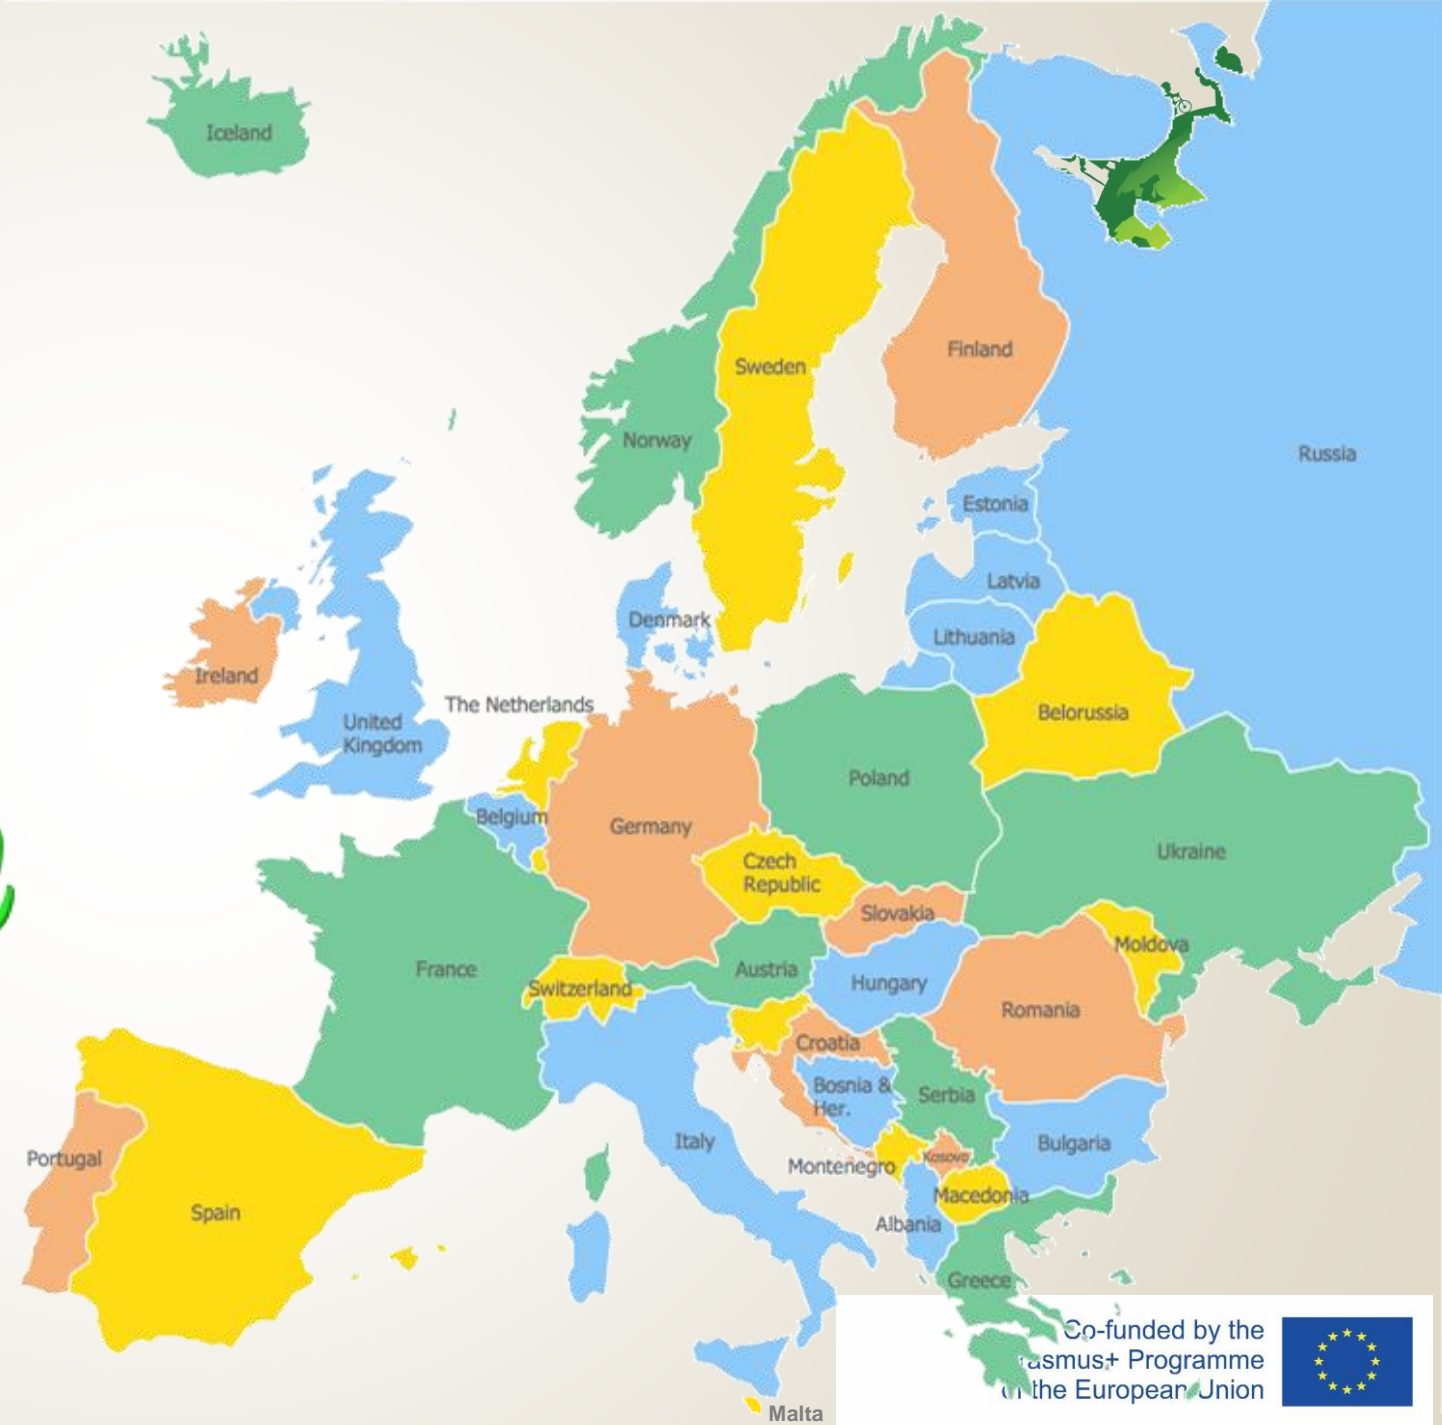 Iceland
Sweden
Finland
Norway
Russia
Estonia
Latvia
Denmark
Lithuania
Ireland
The Netherlands
United
Kingdom
Belorussia
Poland
Belgium
Germany
Czech
Republic
Ukraine
Slovakia
Moldova
France
Switzerland
Austria
Hungary
Romania
Croatia
Bosnia &
Her.
Serbia
Italy
Bulgaria
Portugal
Montenegro
Kosovo
Macedonia
Spain
Albania
Greece
Co-funded by the
asmus+ Programme
the European Union
Malta